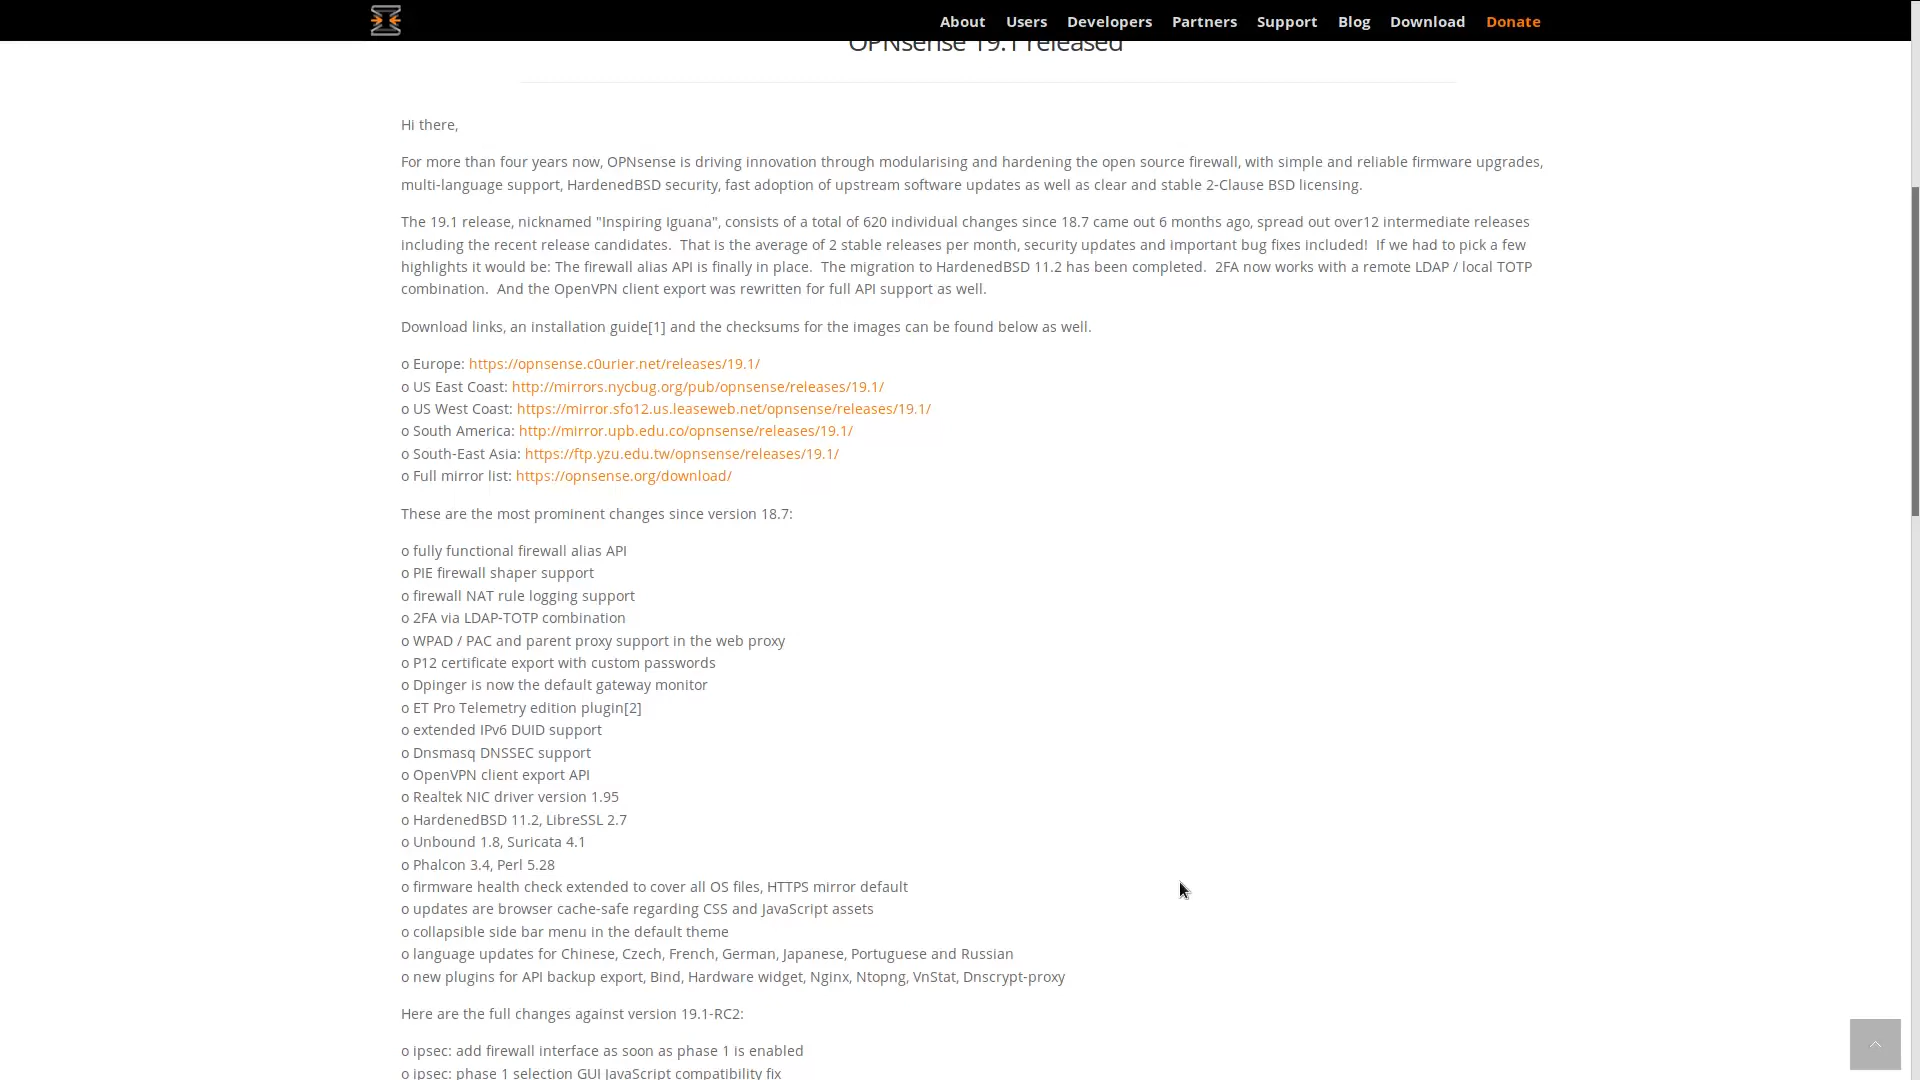 About Users Developers Partners Support Blog Download Donate
OPNsense 19.1 released
Hi there,
For more than four years now, OPNsense is driving innovation through modularising and hardening the open source firewall, with simple and reliable firmware upgrades,
multi-language support, HardenedBSD security, fast adoption of upstream software updates as well as clear and stable 2-Clause BSD licensing.
The 19.1 release, nicknamed "Inspiring Iguana", consists of a total of 620 individual changes since 18.7 came out 6 months ago, spread out over12 intermediate releases
including the recent release candidates.  That is the average of 2 stable releases per month, security updates and important bug fixes included!  If we had to pick a few
highlights it would be: The firewall alias API is finally in place.  The migration to HardenedBSD 11.2 has been completed.  2FA now works with a remote LDAP / local TOTP
combination.  And the OpenVPN client export was rewritten for full API support as well.
Download links, an installation guide[1] and the checksums for the images can be found below as well.
o Europe: https://opnsense.c0urier.net/releases/19.1/
o US East Coast: http://mirrors.nycbug.org/pub/opnsense/releases/19.1/
o US West Coast: https://mirror.sfo12.us.leaseweb.net/opnsense/releases/19.1/
o South America: http://mirror.upb.edu.co/opnsense/releases/19.1/
o South-East Asia: https://ftp.yzu.edu.tw/opnsense/releases/19.1/
o Full mirror list: https://opnsense.org/download/
These are the most prominent changes since version 18.7:
o fully functional firewall alias API
o PIE firewall shaper support
o firewall NAT rule logging support
o 2FA via LDAP-TOTP combination
o WPAD / PAC and parent proxy support in the web proxy
o P12 certificate export with custom passwords
o Dpinger is now the default gateway monitor
o ET Pro Telemetry edition plugin[2]
o extended IPv6 DUID support
o Dnsmasq DNSSEC support
o OpenVPN client export API
o Realtek NIC driver version 1.95
o HardenedBSD 11.2, LibreSSL 2.7
o Unbound 1.8, Suricata 4.1
o Phalcon 3.4, Perl 5.28
o firmware health check extended to cover all OS files, HTTPS mirror default
o updates are browser cache-safe regarding CSS and JavaScript assets
o collapsible side bar menu in the default theme
o language updates for Chinese, Czech, French, German, Japanese, Portuguese and Russian
o new plugins for API backup export, Bind, Hardware widget, Nginx, Ntopng, VnStat, Dnscrypt-proxy
Here are the full changes against version 19.1-RC2:
o ipsec: add firewall interface as soon as phase 1 is enabled
o ipsec: phase 1 selection GUI JavaScript compatibility fix